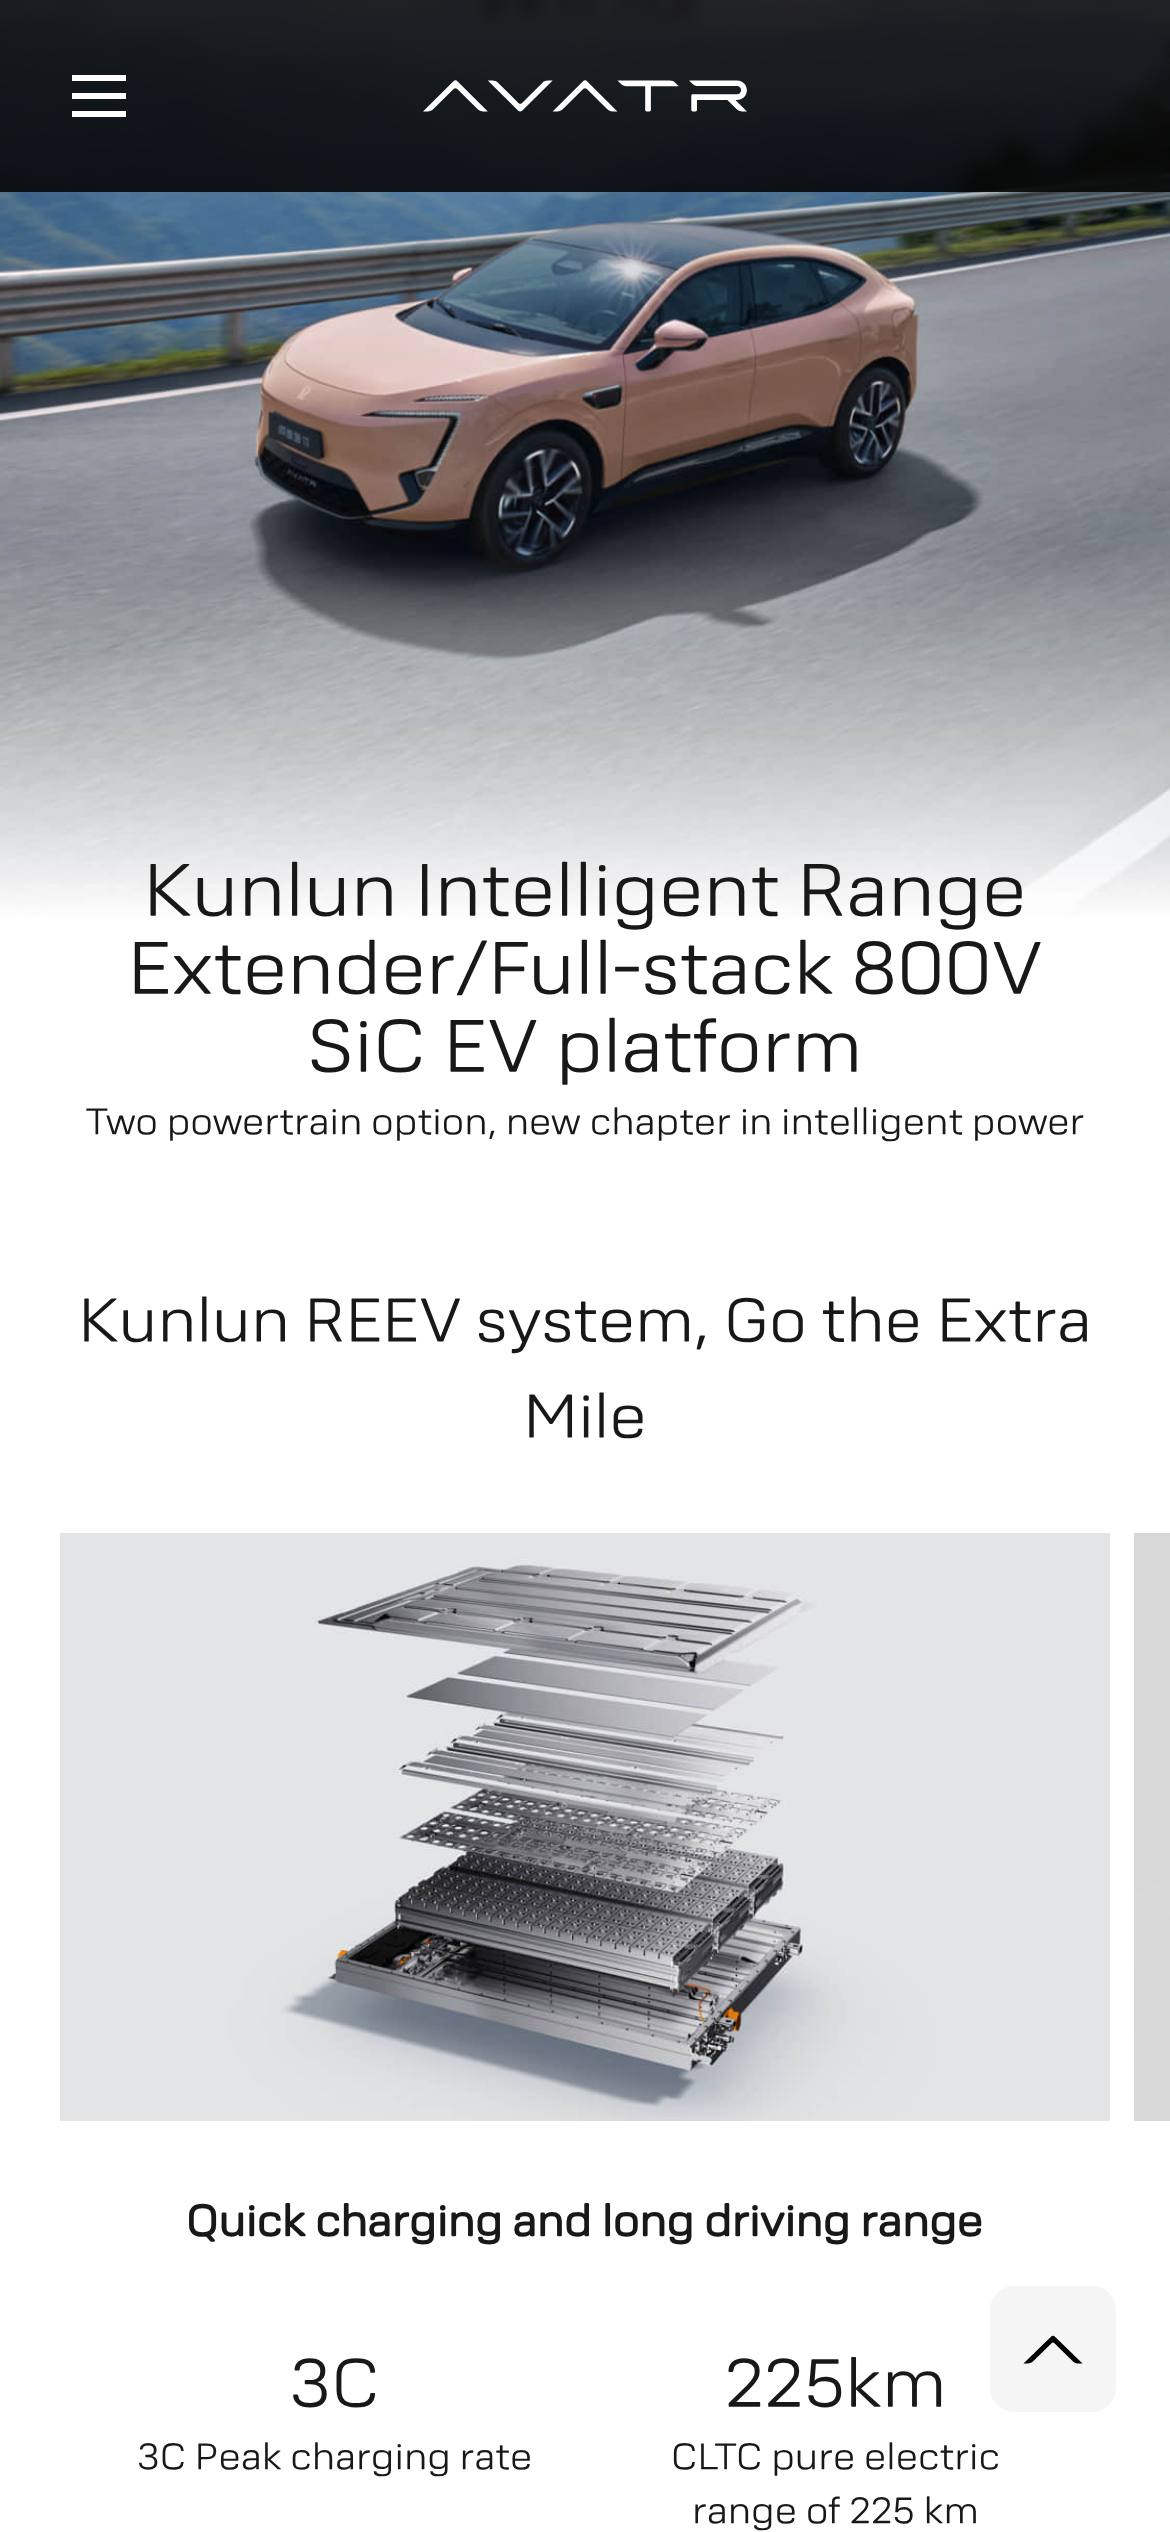 AVATR
AVATR
Kunlun Intelligent Range
Extender/Full-stack 800V
SiC EV platform
Two powertrain option, new chapter in intelligent power
Kunlun REEV system, Go the Extra
Mile
Quick charging and long driving range
3C
225km
3C Peak charging rate
CLTC pure electric
range of 225 km